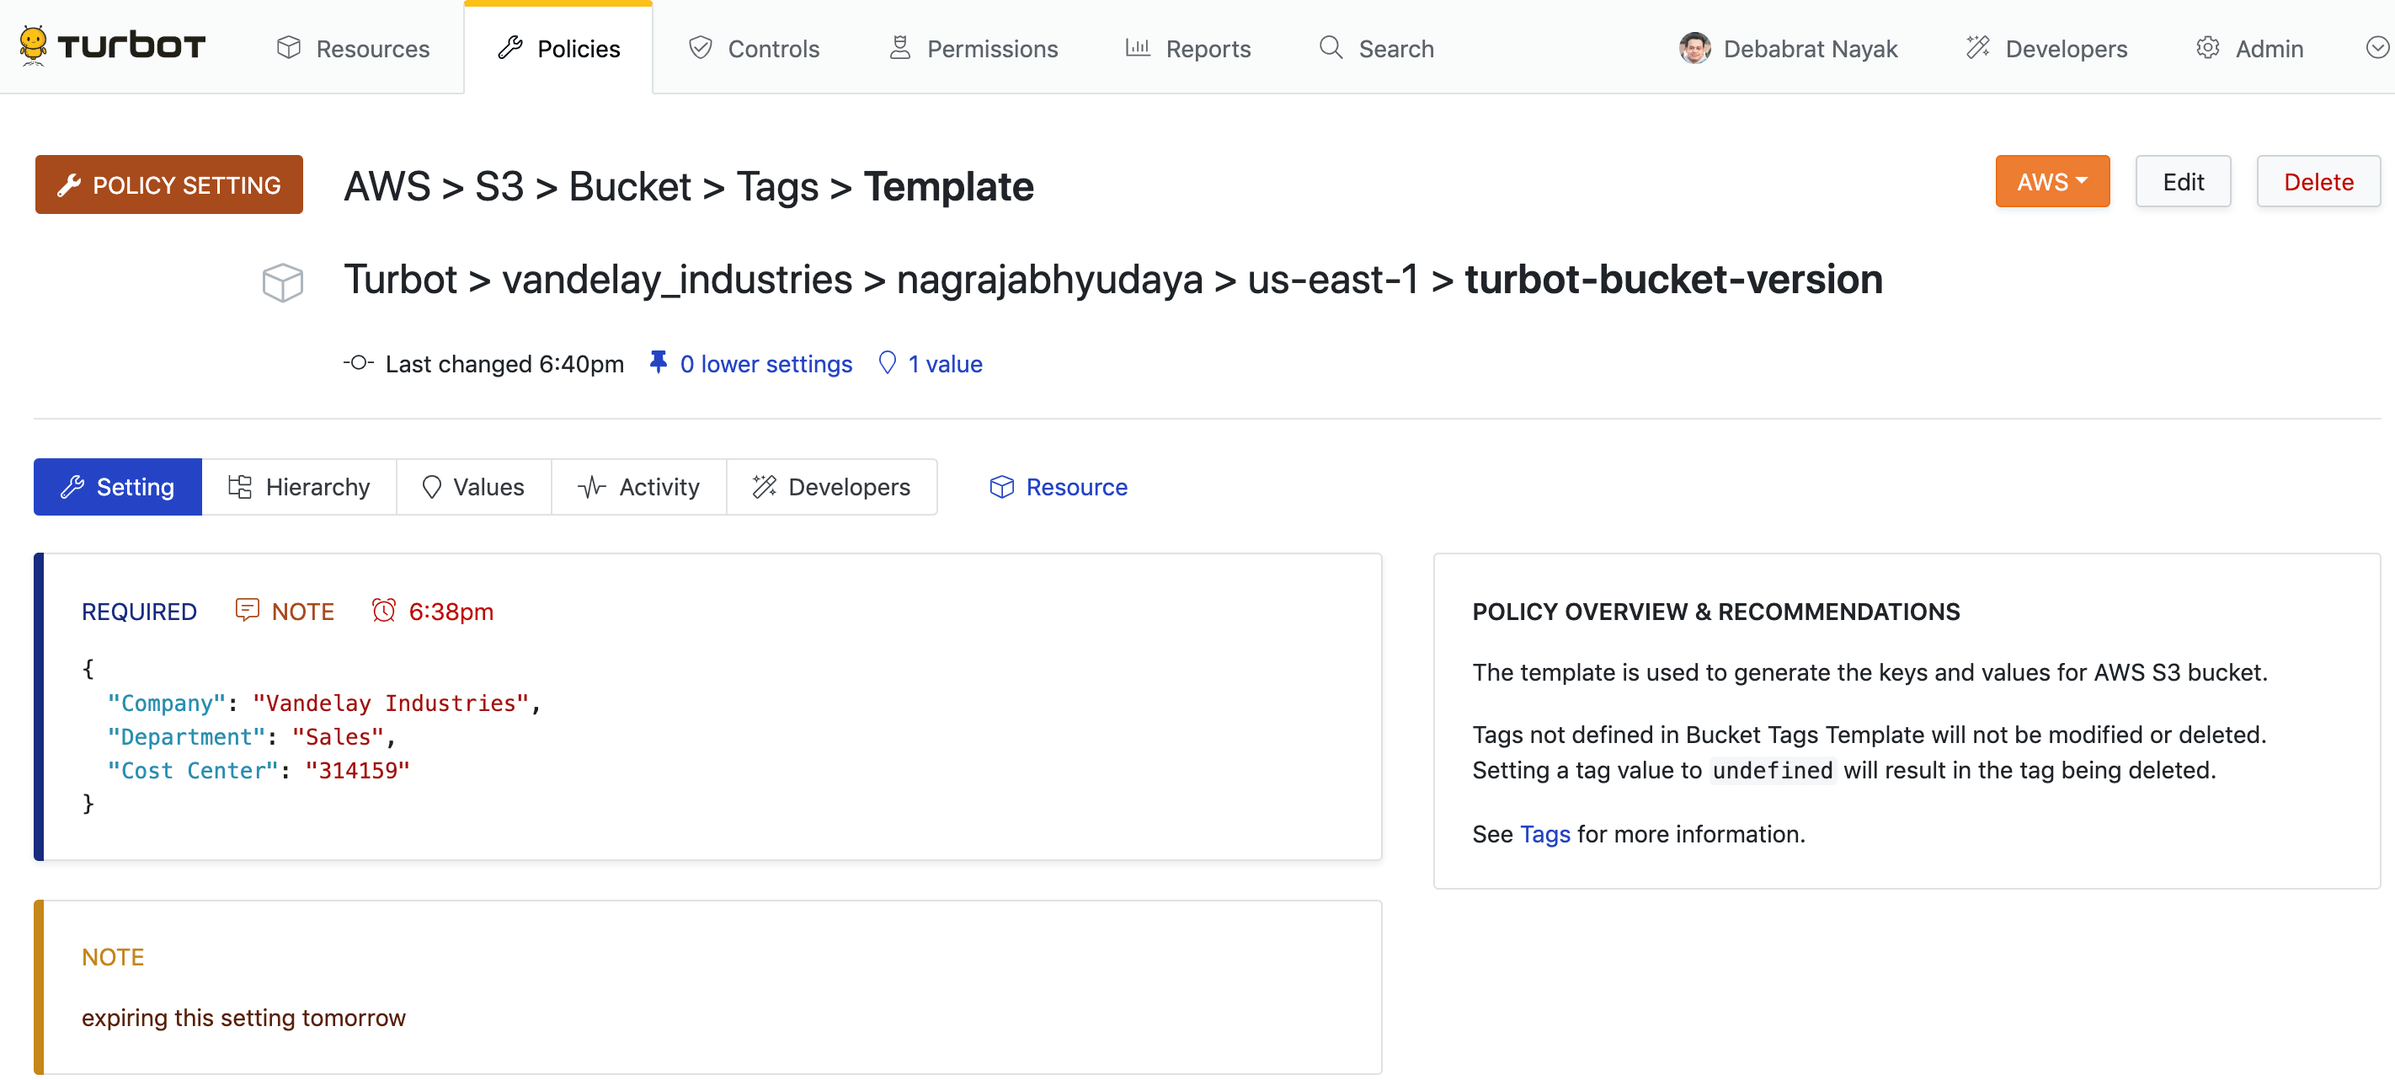 TURBOT
Resources
Policies
Controls
Permissions
Reports
Search
Debabrat Nayak
Developers
Admin
POLICY SETTING
AWS > S3 > Bucket > Tags > Template
AWS
Edit
Delete
Turbot > vandelay_industries > nagrajabhyudaya > us-east-1 > turbot-bucket-version
Last changed 6:40pm
0 lower settings
1 value
Setting
Hierarchy
Values
Activity
Developers
Resource
REQUIRED
NOTE
6:38pm
{
"Company": "Vandelay Industries",
"Department": "Sales",
"Cost Center": "314159"
}
POLICY OVERVIEW & RECOMMENDATIONS
The template is used to generate the keys and values for AWS S3 bucket.
Tags not defined in Bucket Tags Template will not be modified or deleted.
Setting a tag value to undefined will result in the tag being deleted.
See Tags for more information.
NOTE
expiring this setting tomorrow